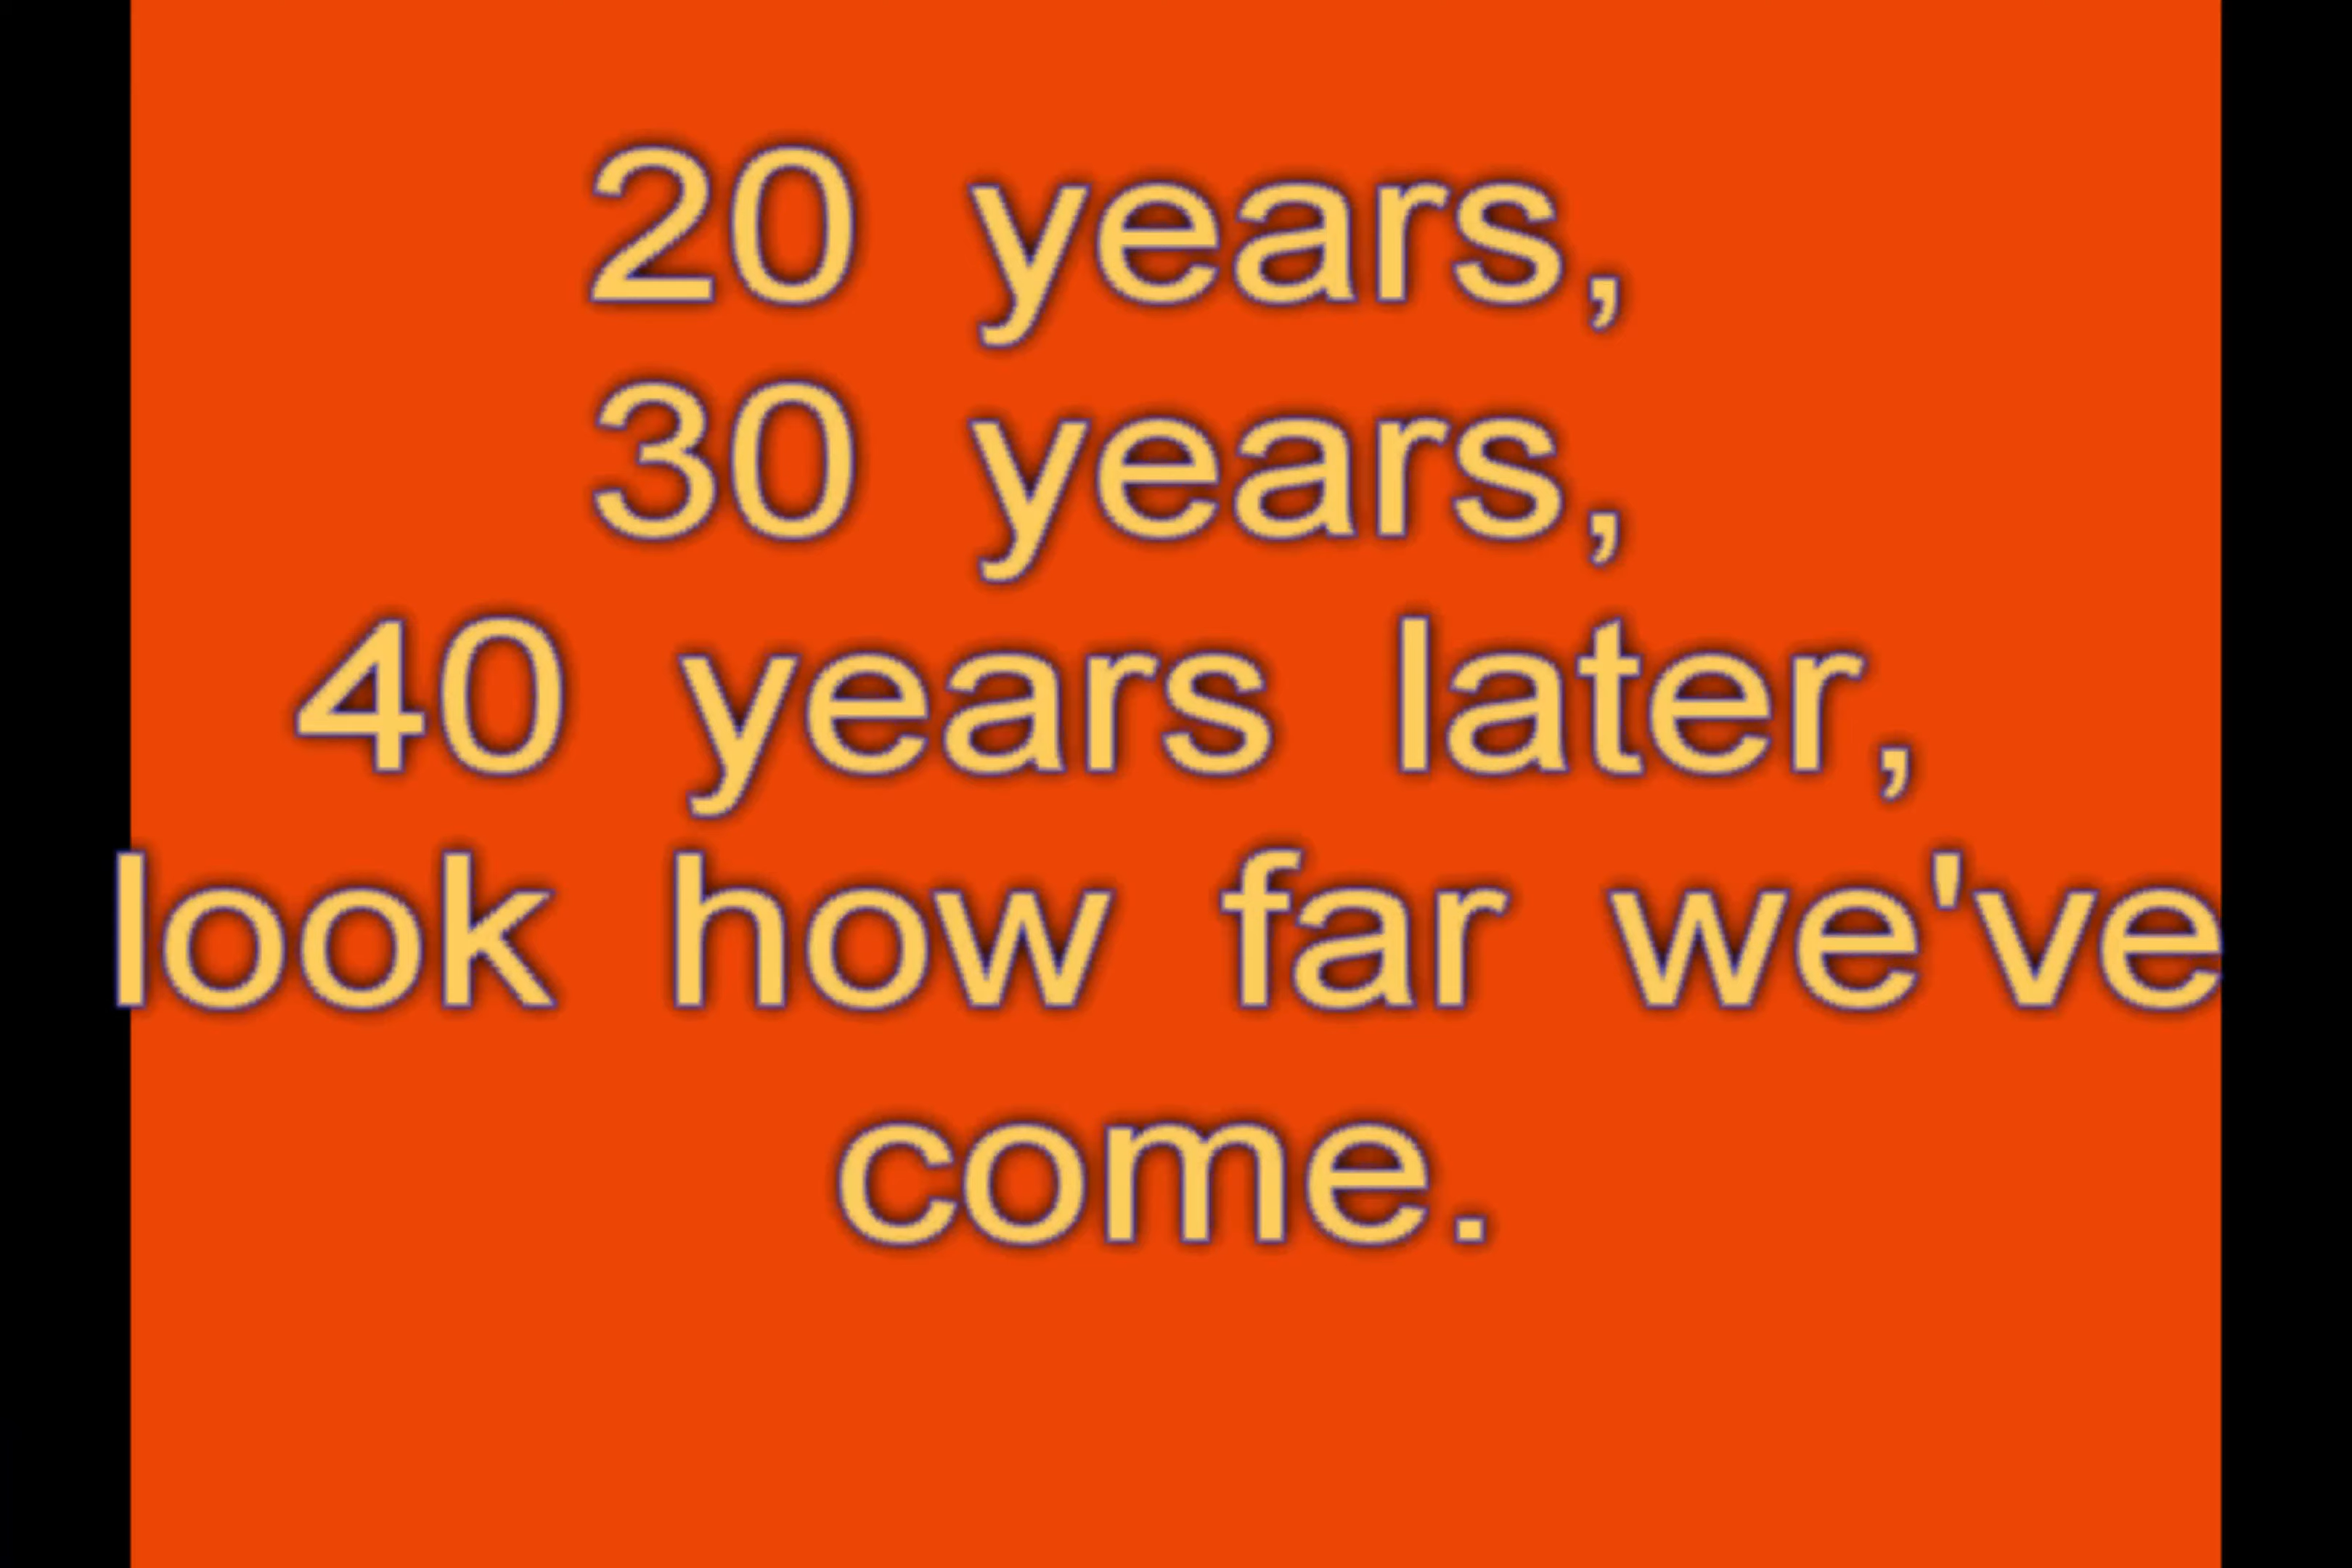 20 years,
30 years,
40 years later,
look how far we've
come.